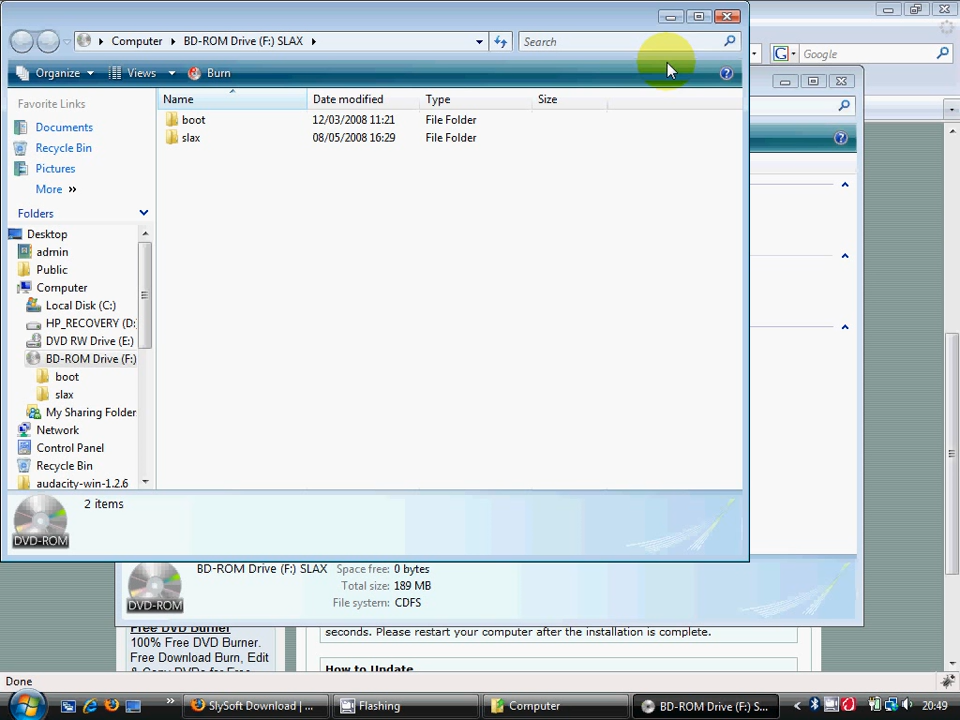 Computer ▸ BD-ROM Drive (F:) SLAX ▸
Search
Google
Organize Views Burn
Favorite Links
Documents
Recycle Bin
Pictures
More »
Folders
Desktop
admin
Public
Computer
Local Disk (C:)
HP_RECOVERY (D:
DVD RW Drive (E:)
BD-ROM Drive (F:)
boot
slax
My Sharing Folder
Network
Control Panel
Recycle Bin
audacity-win-1.2.6
Name Date modified Type Size
boot 12/03/2008 11:21 File Folder
slax 08/05/2008 16:29 File Folder
2 items
DVD-ROM
BD-ROM Drive (F:) SLAX Space free: 0 bytes
Total size: 189 MB
File system: CDFS
DVD-ROM
Free DVD Burner
100% Free DVD Burner.
Free Download Burn, Edit
& Copy DVDs for Free
seconds. Please restart your computer after the installation is complete.
How to Update
Done
SlySoft Download | ...
Flashing
Computer
BD-ROM Drive (F:) S...
20:49